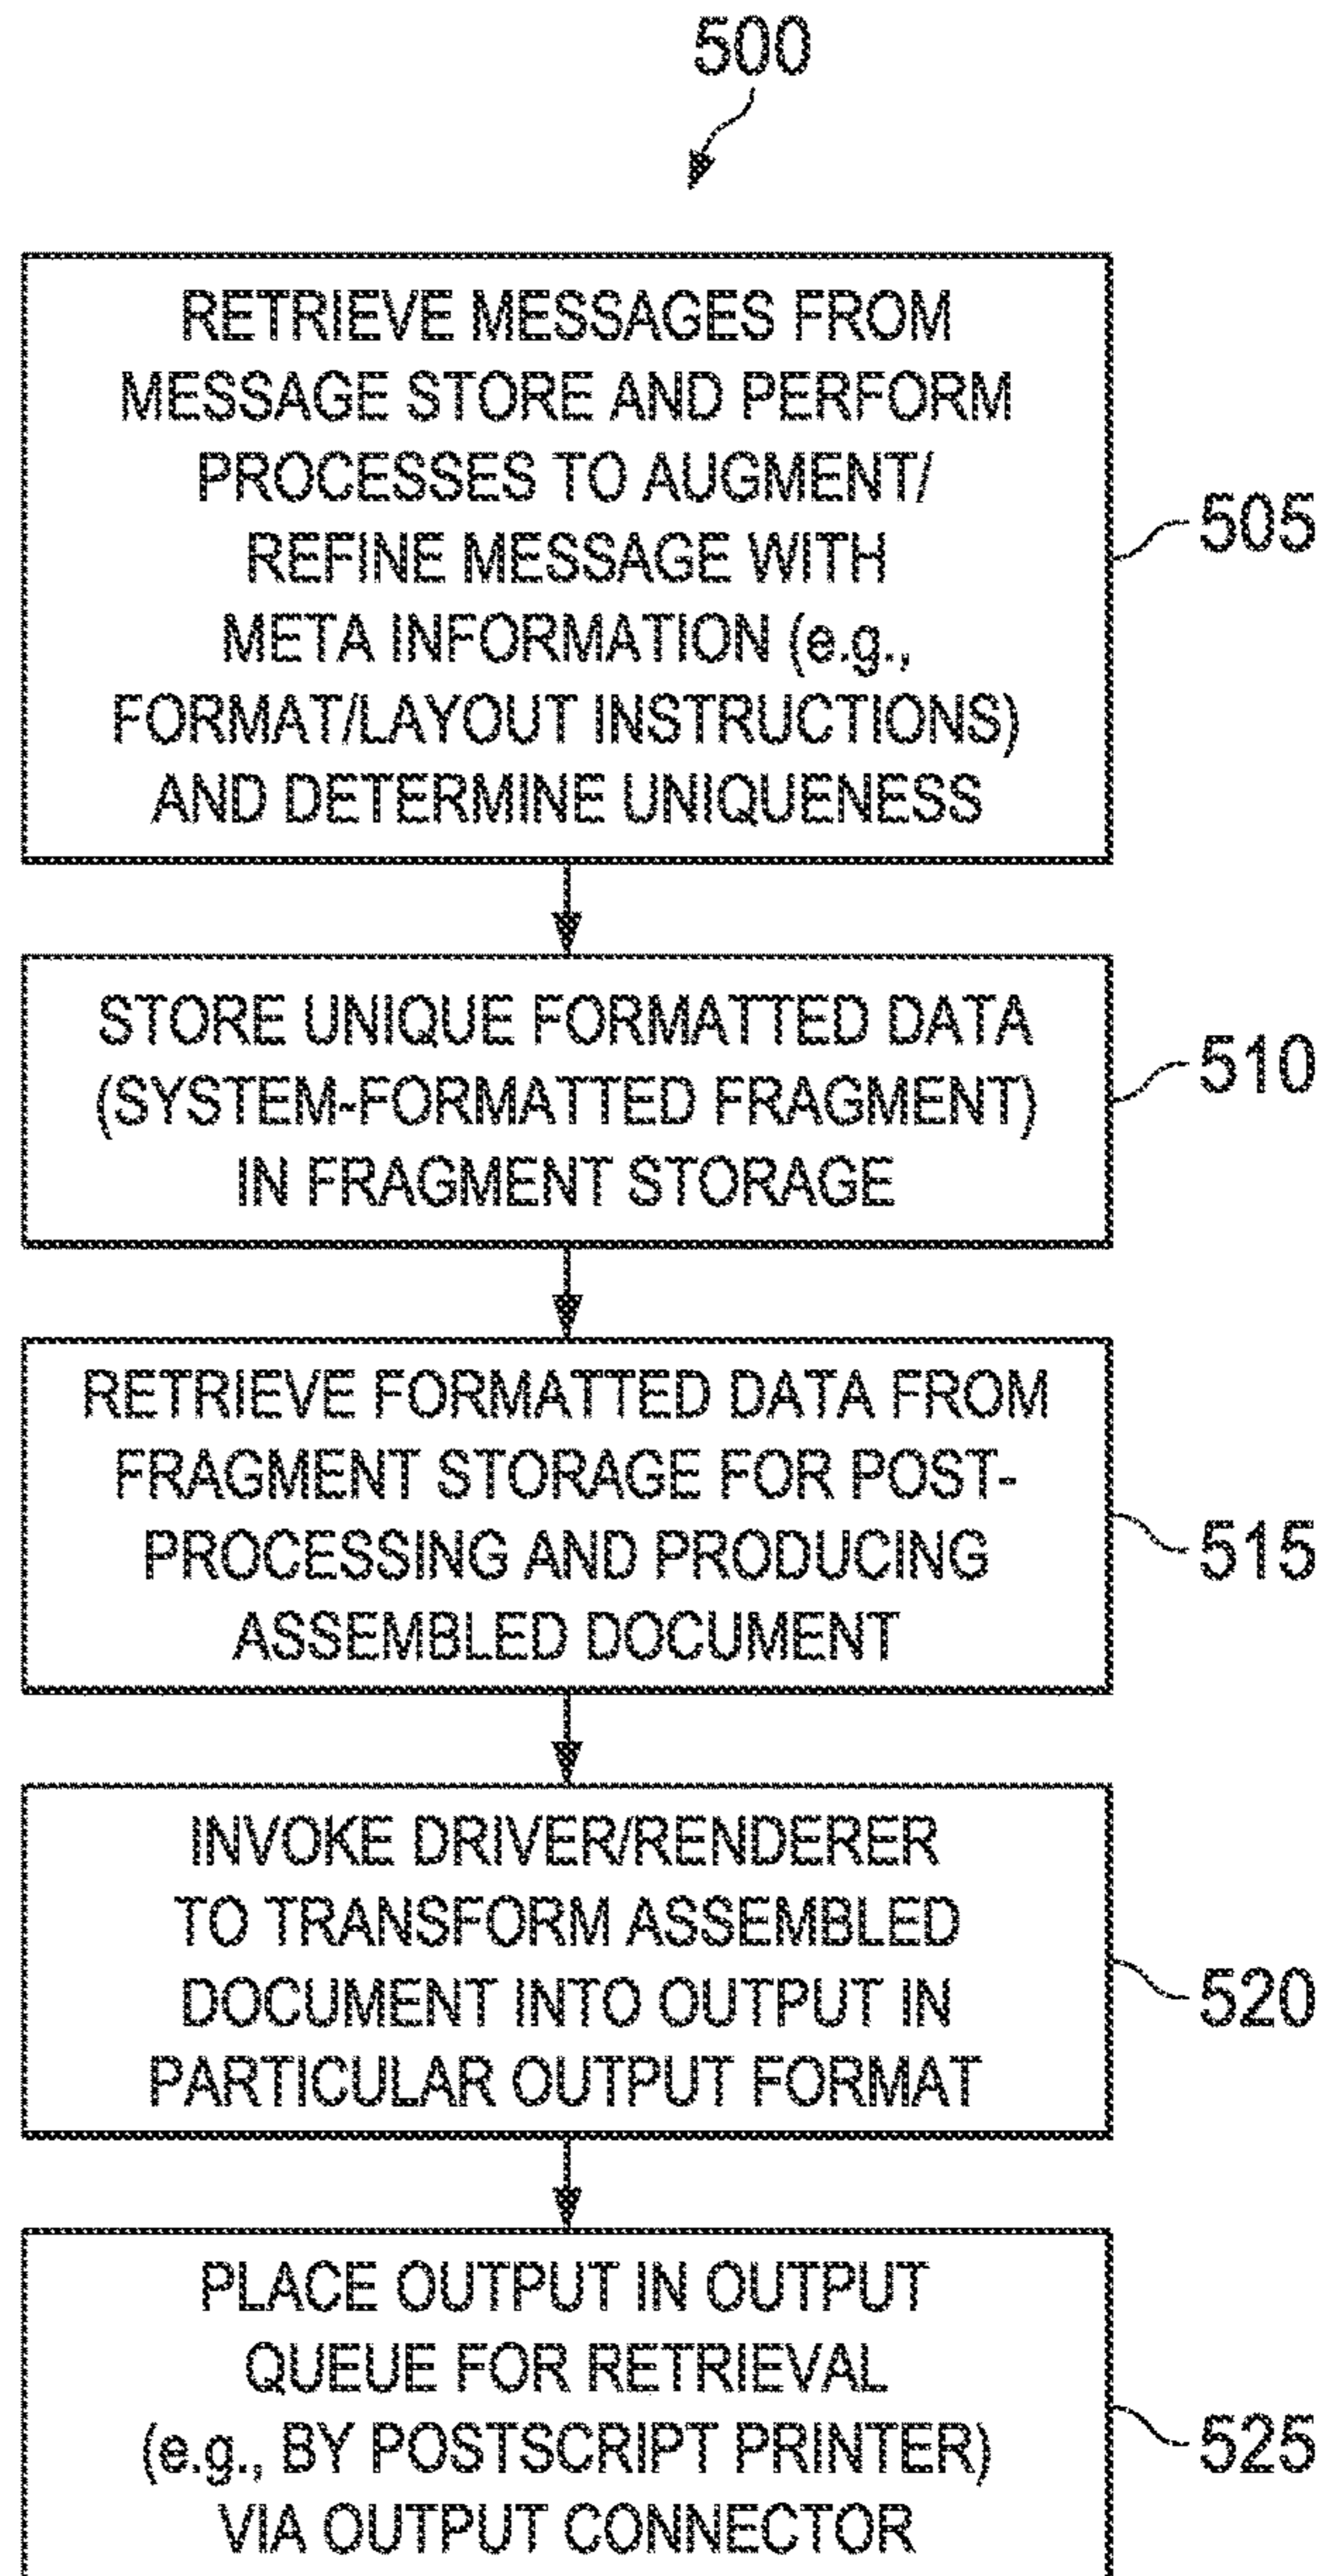 500
RETRIEVE MESSAGES FROM
MESSAGE STORE AND PERFORM
PROCESSES TO AUGMENT/
REFINE MESSAGE WITH
META INFORMATION (e.g.,
FORMAT/LAYOUT INSTRUCTIONS)
AND DETERMINE UNIQUENESS
505
STORE UNIQUE FORMATTED DATA
(SYSTEM-FORMATTED FRAGMENT)
IN FRAGMENT STORAGE
510
RETRIEVE FORMATTED DATA FROM
FRAGMENT STORAGE FOR POST-
PROCESSING AND PRODUCING
ASSEMBLED DOCUMENT
515
INVOKE DRIVER/RENDERER
TO TRANSFORM ASSEMBLED
DOCUMENT INTO OUTPUT IN
PARTICULAR OUTPUT FORMAT
520
PLACE OUTPUT IN OUTPUT
QUEUE FOR RETRIEVAL
(e.g., BY POSTSCRIPT PRINTER)
VIA OUTPUT CONNECTOR
525